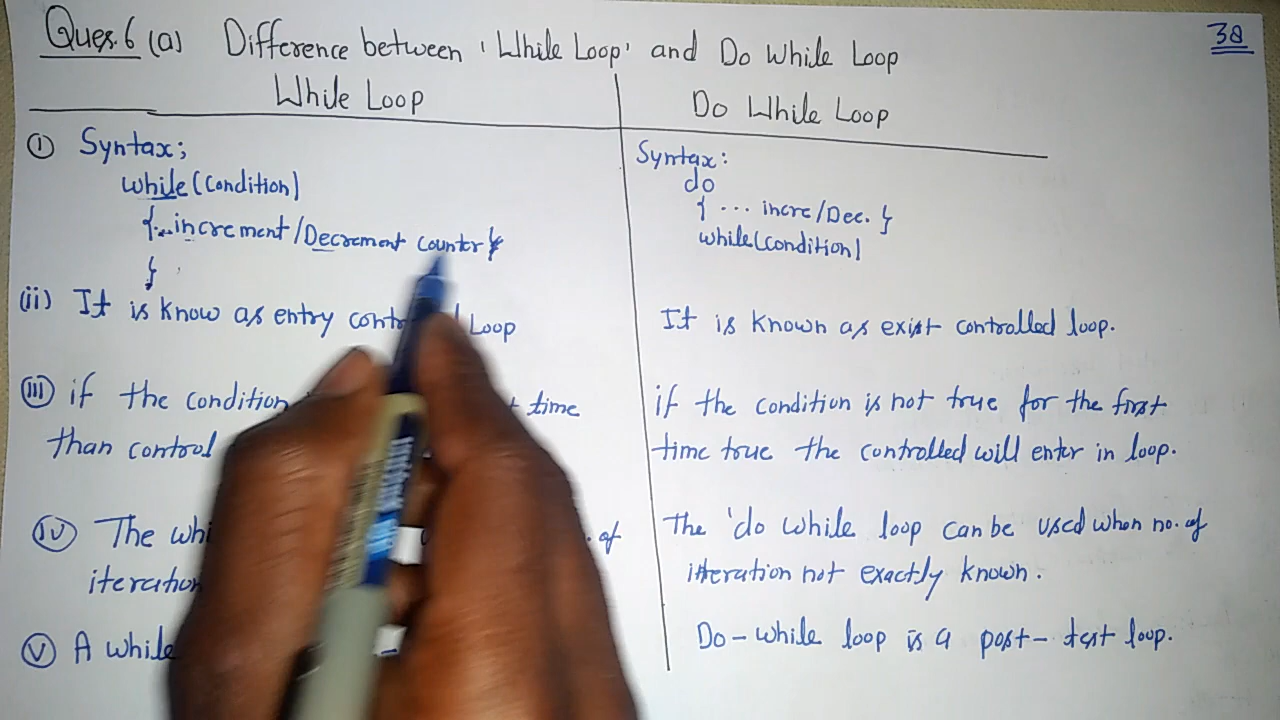 Ques. 6 (a) Difference between 'While Loop' and Do While Loop
38
While Loop
Do While Loop
(i) Syntax;
while (Condition)
{... increment / Decrement counter
}
Syntax:
do
{ ... incre/Dec. }
while (condition)
(ii) It is know as entry Loop
It is known as exist controlled loop.
(iii) if the condition time
than control
if the condition is not true for the first
time true the controlled will enter in loop.
(iv) The of
iteration
The 'do while loop can be used when no. of
itteration not exactly known.
(v) A while
Do-while loop is a post-test loop.